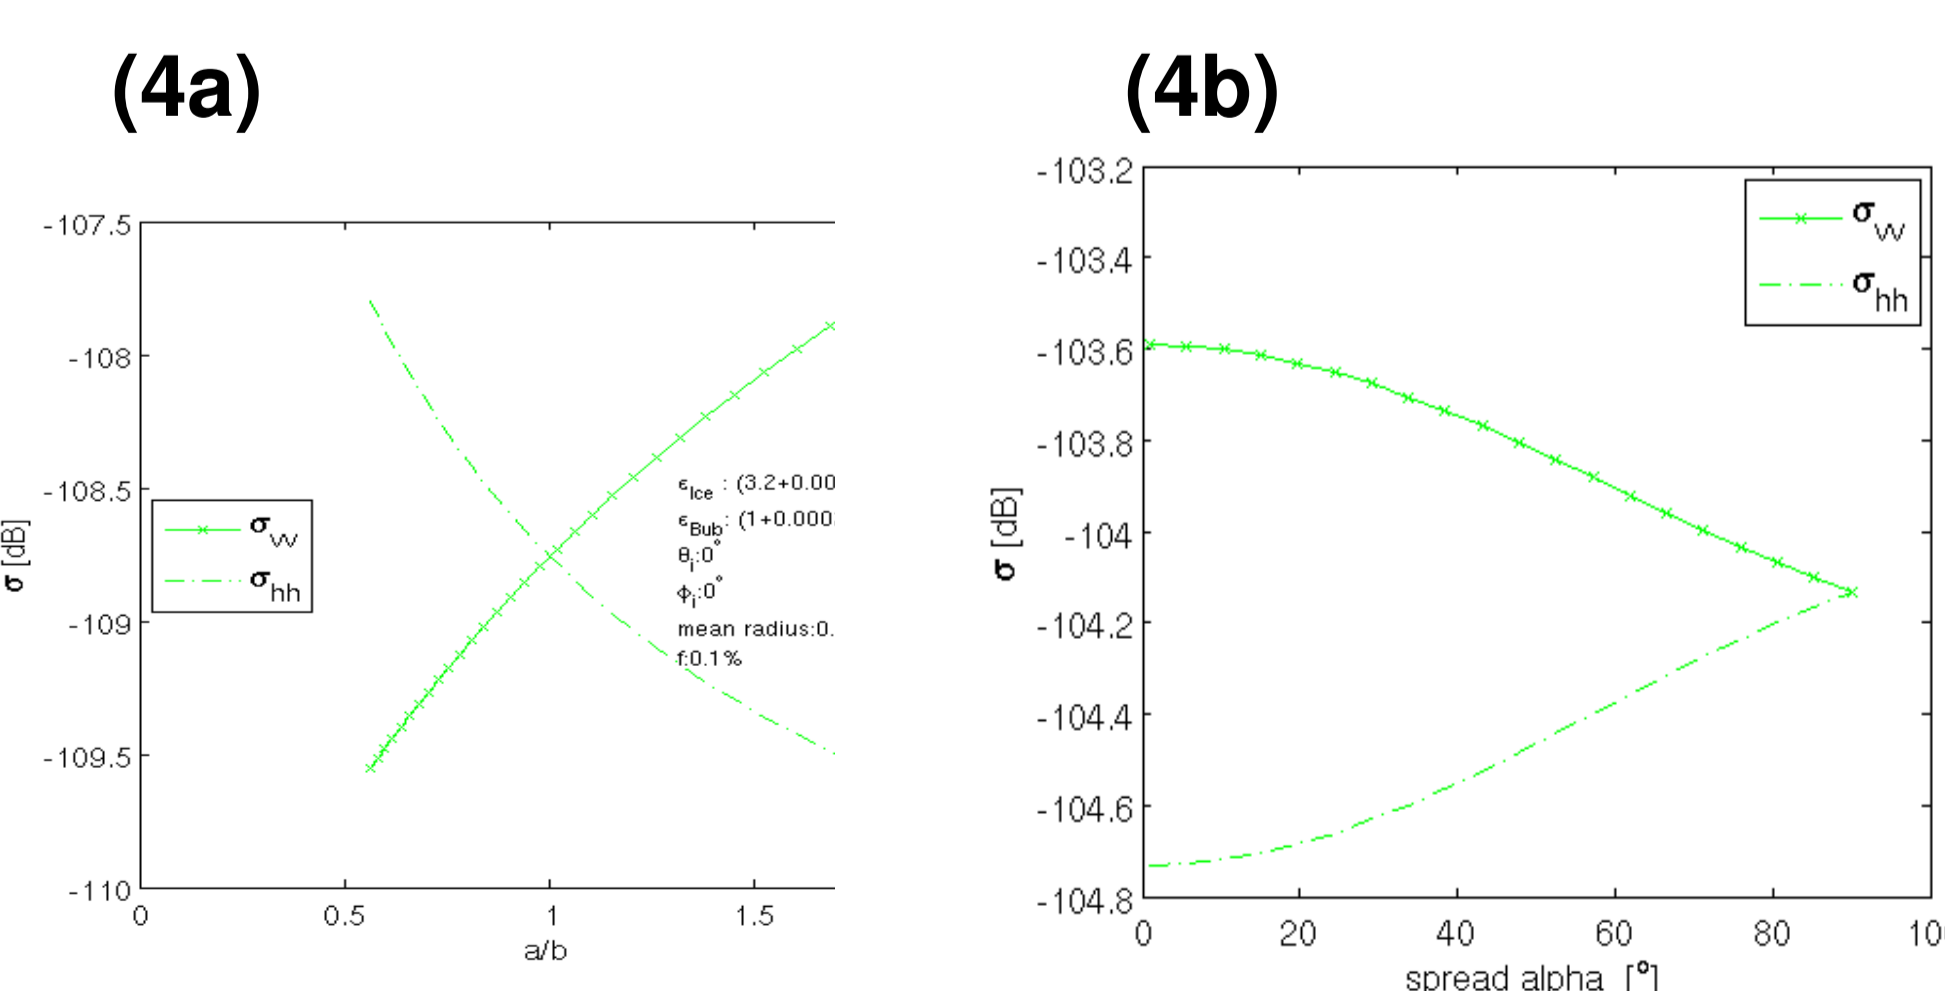 (4a)
-107.5
-108
-108.5
-109
-109.5
-110
0
0.5
1
1.5
a/b
σ [dB]
σvv
σhh
εIce : (3.2+0.00
εBub: (1+0.000
θi:0°
ϕi:0°
mean radius:0.
f:0.1%
(4b)
-103.2
-103.4
-103.6
-103.8
-104
-104.2
-104.4
-104.6
-104.8
0
20
40
60
80
10
spread alpha [°]
σ [dB]
σvv
σhh